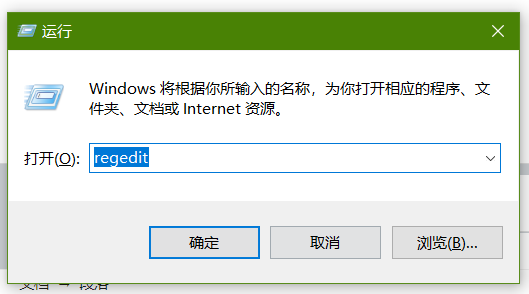 运行
Windows 将根据你所输入的名称，为你打开相应的程序、文
件夹、文档或 Internet 资源。
打开(O): regedit
确定 取消 浏览(B)...